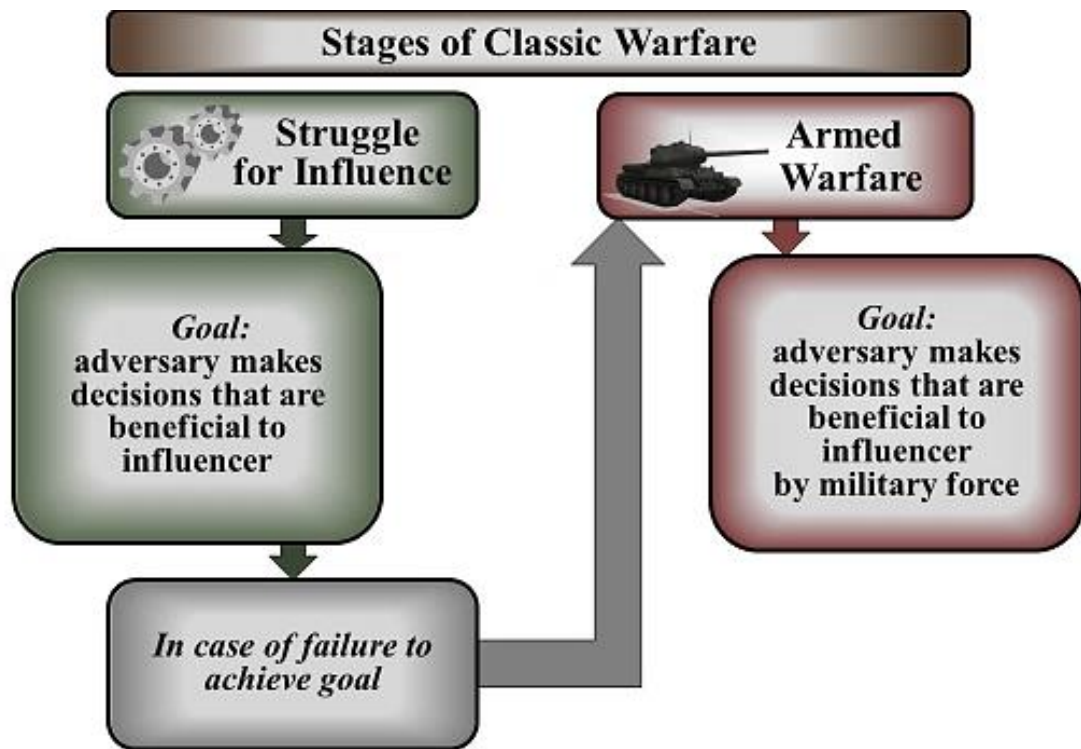 Stages of Classic Warfare
Struggle
for Influence
Goal:
adversary makes
decisions that are
beneficial to
influencer
In case of failure to
achieve goal
Armed
Warfare
Goal:
adversary makes
decisions that are
beneficial to
influencer
by military force